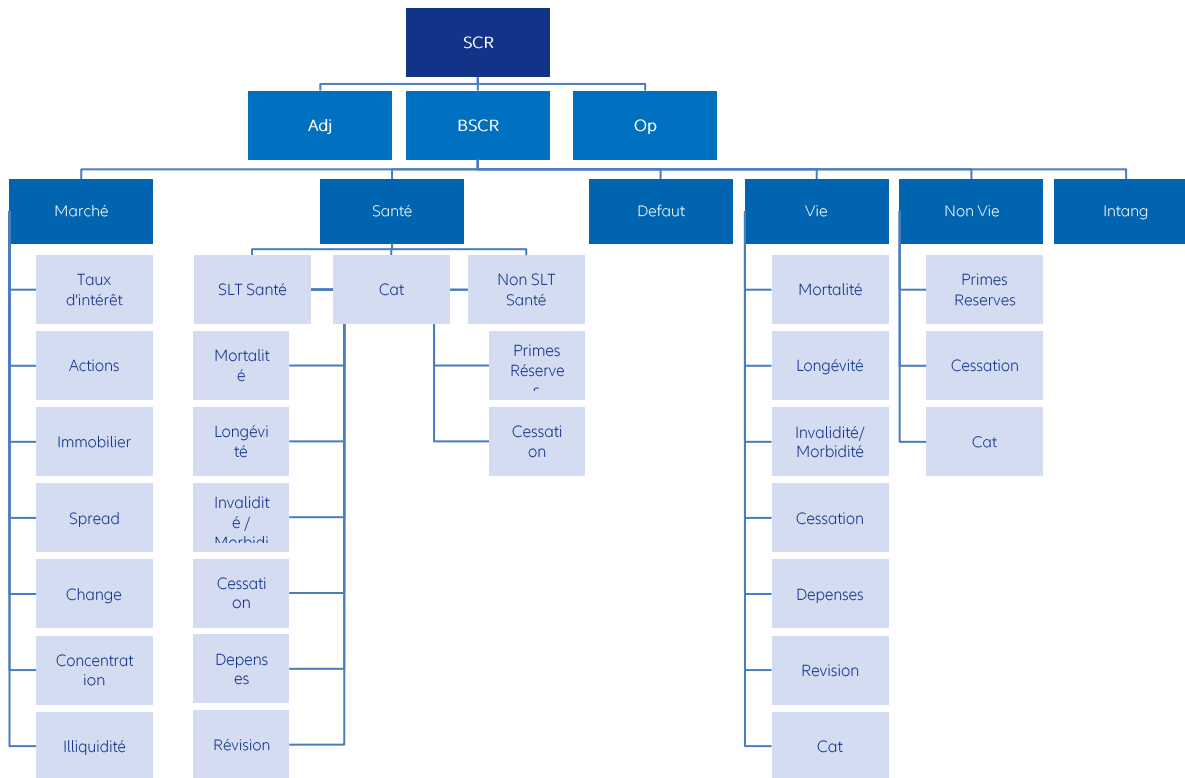 SCR
Adj
BSCR
Op
Marché
Santé
Defaut
Vie
Non Vie
Intang
Taux
d'intérêt
Actions
Immobilier
Spread
Change
Concentrat
ion
Illiquidité
SLT Santé
Cat
Non SLT
Santé
Mortalit
é
Longévi
té
Invalidit
é /
Morbidi
Cessati
on
Depens
es
Révision
Primes
Réserve
s
Cessati
on
Mortalité
Longévité
Invalidité/
Morbidité
Cessation
Depenses
Revision
Cat
Primes
Reserves
Cessation
Cat